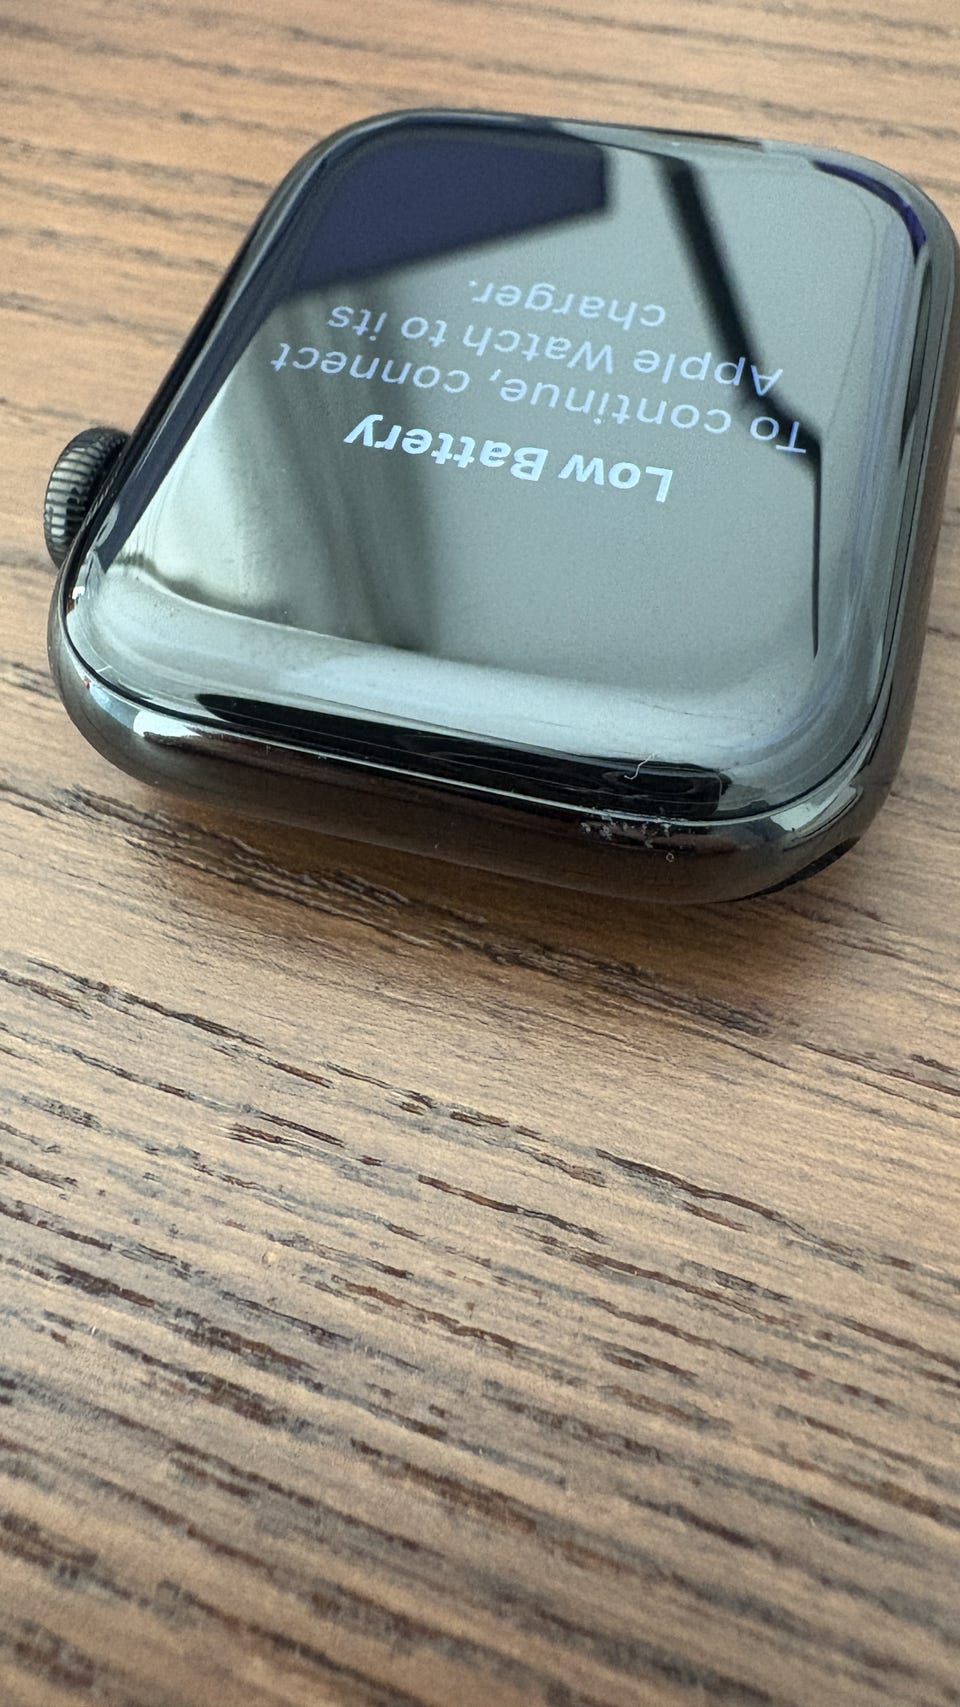 Low Battery
To continue, connect
Apple Watch to its
charger.